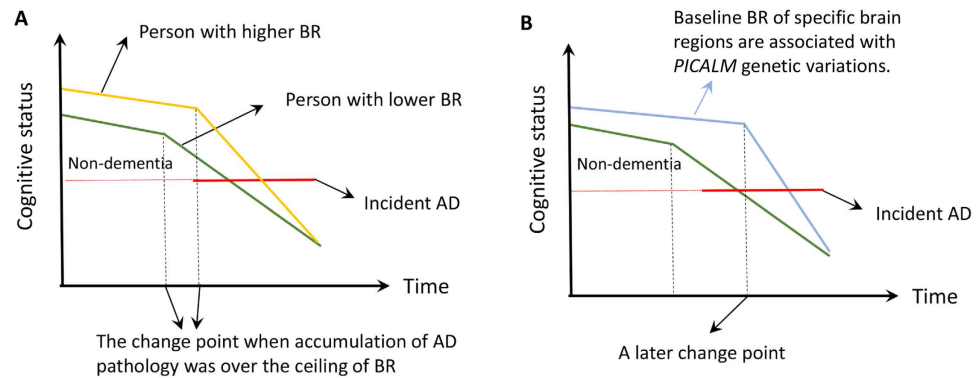 A
Person with higher BR
Person with lower BR
Cognitive status
Non-dementia
Incident AD
Time
The change point when accumulation of AD
pathology was over the ceiling of BR
B
Baseline BR of specific brain
regions are associated with
PICALM genetic variations.
Cognitive status
Non-dementia
Incident AD
Time
A later change point